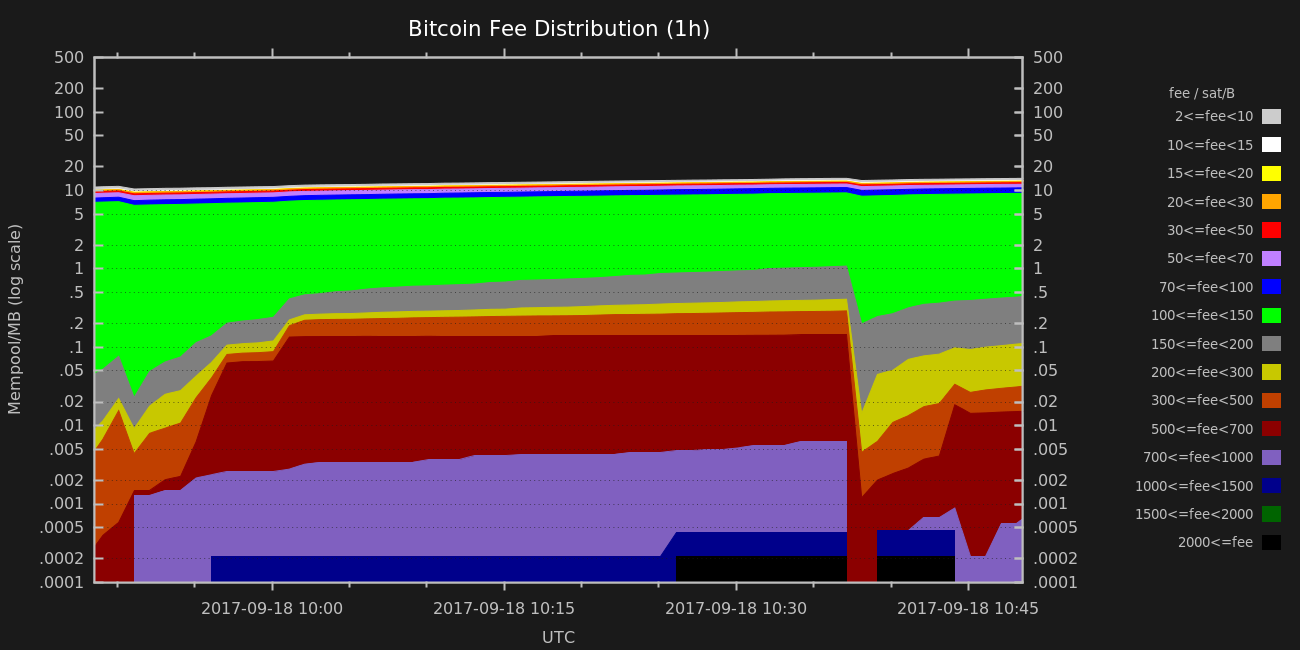 Bitcoin Fee Distribution (1h)
500 500
200 200
100 100
50 50
20 20
10 10
5 5
2 2
1 1
.5 .5
.2 .2
.1 .1
.05 .05
.02 .02
.01 .01
.005 .005
.002 .002
.001 .001
.0005 .0005
.0002 .0002
.0001 .0001
Mempool/MB (log scale)
2017-09-18 10:00 2017-09-18 10:15 2017-09-18 10:30 2017-09-18 10:45
UTC
fee / sat/B
2<=fee<10
10<=fee<15
15<=fee<20
20<=fee<30
30<=fee<50
50<=fee<70
70<=fee<100
100<=fee<150
150<=fee<200
200<=fee<300
300<=fee<500
500<=fee<700
700<=fee<1000
1000<=fee<1500
1500<=fee<2000
2000<=fee